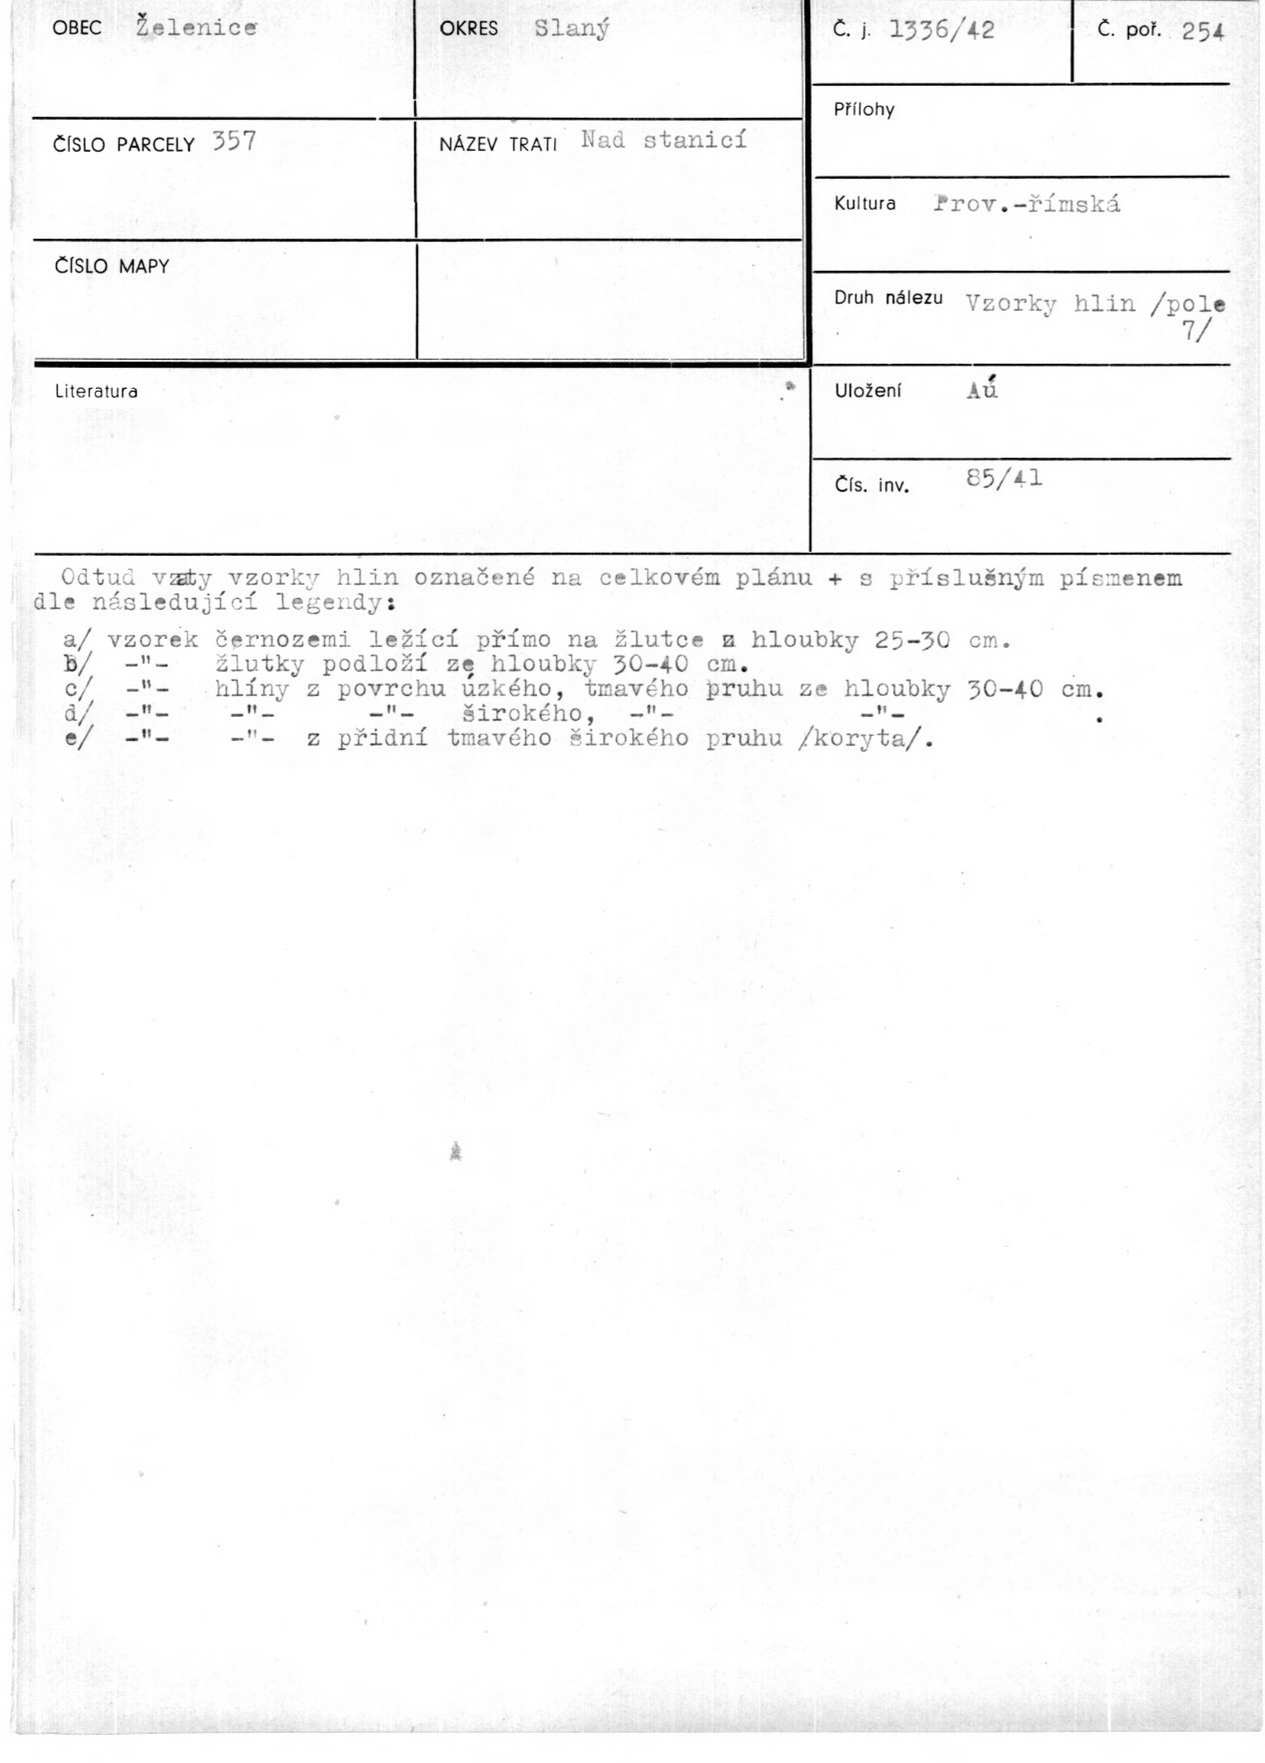 OBEC Želenice
OKRES Slaný
Č. j. 1336/42
Č. poř. 254
Přílohy
ČÍSLO PARCELY 357
NÁZEV TRATI Nad stanicí
Kultura Prov.-římská
ČÍSLO MAPY
Druh nálezu Vzorky hlin /pole
7/
Literatura
Uložení Aú
Čís. inv. 85/41
Odtud vzaty vzorky hlin označené na celkovém plánu + s příslušným písmenem
dle následující legendy:
a/ vzorek černozemi ležící přímo na žlutce z hloubky 25-30 cm.
b/ -"- žlutky podloží ze hloubky 30-40 cm.
c/ -"- hlíny z povrchu úzkého, tmavého pruhu ze hloubky 30-40 cm.
d/ -"- -"- -"- širokého, -"- -"- .
e/ -"- -"- z přidní tmavého širokého pruhu /koryta/.